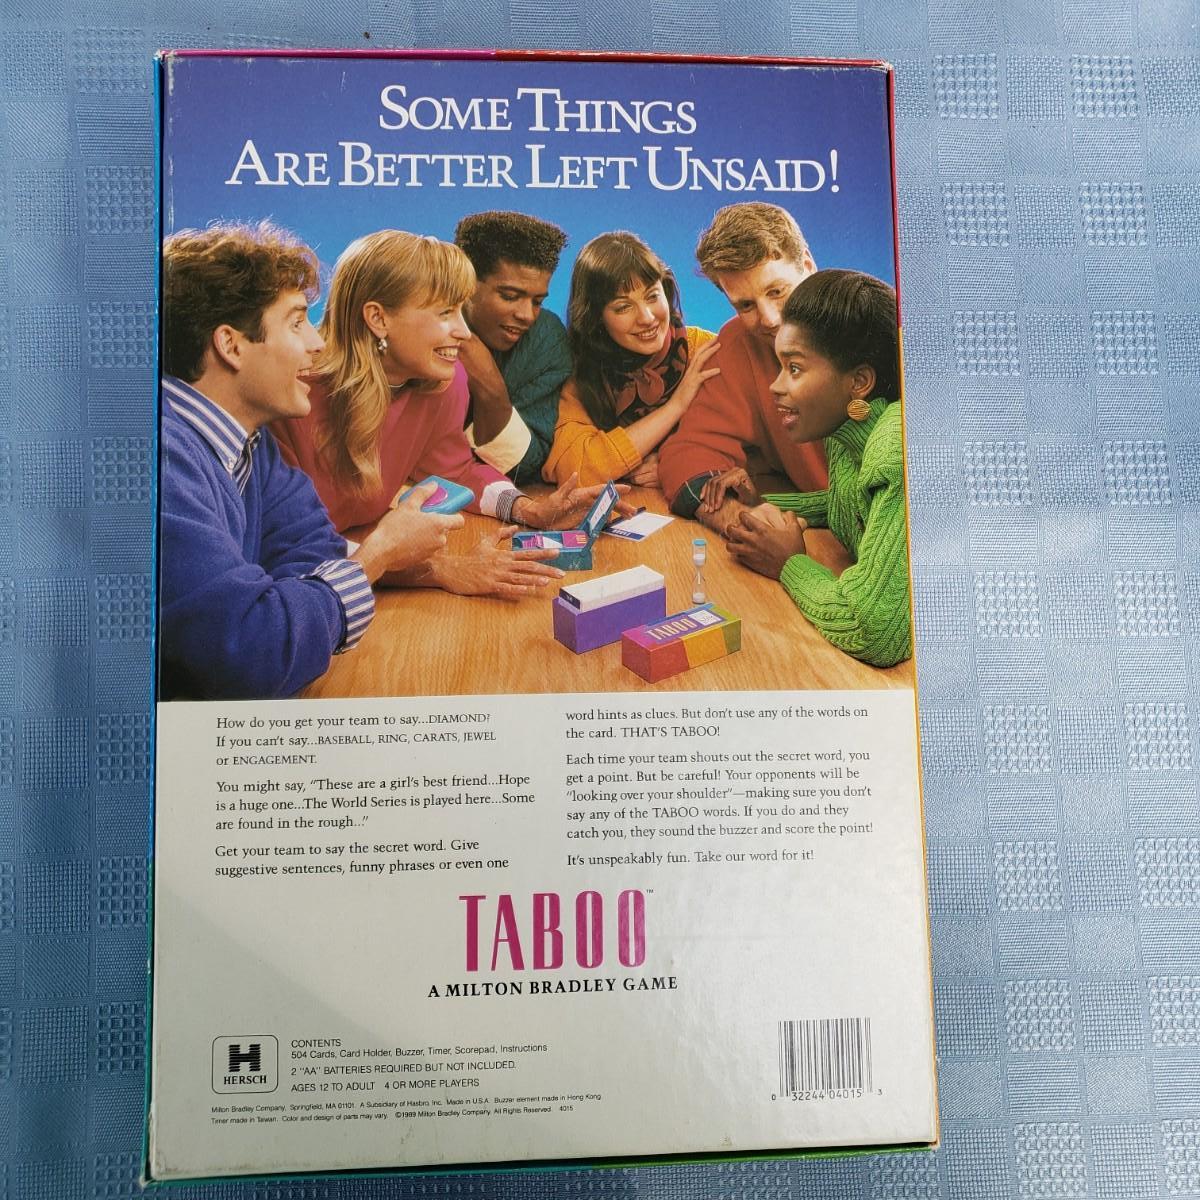 SOME THINGS
ARE BETTER LEFT UNSAID!
TABOO
How do you get your team to say...DIAMOND?
If you can't say...BASEBALL, RING, CARATS, JEWEL
or ENGAGEMENT.
You might say, “These are a girl's best friend...Hope
is a huge one...The World Series is played here...Some
are found in the rough...”
Get your team to say the secret word. Give
suggestive sentences, funny phrases or even one
word hints as clues. But don't use any of the words on
the card. THAT'S TABOO!
Each time your team shouts out the secret word, you
get a point. But be careful! Your opponents will be
“looking over your shoulder”—making sure you don't
say any of the TABOO words. If you do and they
catch you, they sound the buzzer and score the point!
It's unspeakably fun. Take our word for it!
TABOO™
A MILTON BRADLEY GAME
H
HERSCH
CONTENTS
504 Cards, Card Holder, Buzzer, Timer, Scorepad, Instructions
2 "AA" BATTERIES REQUIRED BUT NOT INCLUDED.
AGES 12 TO ADULT 4 OR MORE PLAYERS
Milton Bradley Company, Springfield, MA 01101. A Subsidiary of Hasbro, Inc. Made in U.S.A. Buzzer element made in Hong Kong.
Timer made in Taiwan. Color and design of parts may vary. ©1989 Milton Bradley Company. All Rights Reserved. 4015
0 32244 04015 3